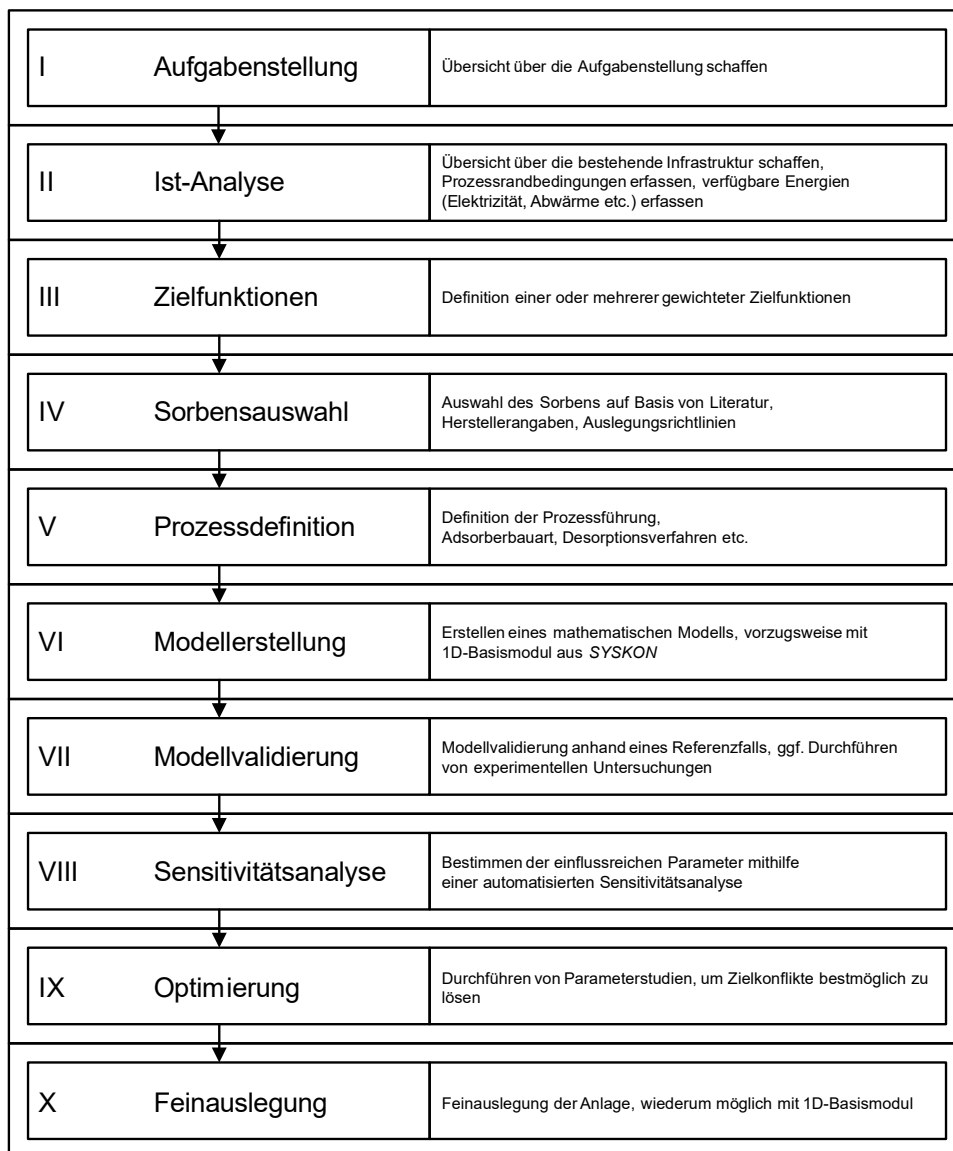 I Aufgabenstellung
Übersicht über die Aufgabenstellung schaffen
II Ist-Analyse
Übersicht über die bestehende Infrastruktur schaffen,
Prozessrandbedingungen erfassen, verfügbare Energien
(Elektrizität, Abwärme etc.) erfassen
III Zielfunktionen
Definition einer oder mehrerer gewichteter Zielfunktionen
IV Sorbensauswahl
Auswahl des Sorbens auf Basis von Literatur,
Herstellerangaben, Auslegungsrichtlinien
V Prozessdefinition
Definition der Prozessführung,
Adsorberbauart, Desorptionsverfahren etc.
VI Modellerstellung
Erstellen eines mathematischen Modells, vorzugsweise mit
1D-Basismodul aus SYSKON
VII Modellvalidierung
Modellvalidierung anhand eines Referenzfalls, ggf. Durchführen
von experimentellen Untersuchungen
VIII Sensitivitätsanalyse
Bestimmen der einflussreichen Parameter mithilfe
einer automatisierten Sensitivitätsanalyse
IX Optimierung
Durchführen von Parameterstudien, um Zielkonflikte bestmöglich zu
lösen
X Feinauslegung
Feinauslegung der Anlage, wiederum möglich mit 1D-Basismodul